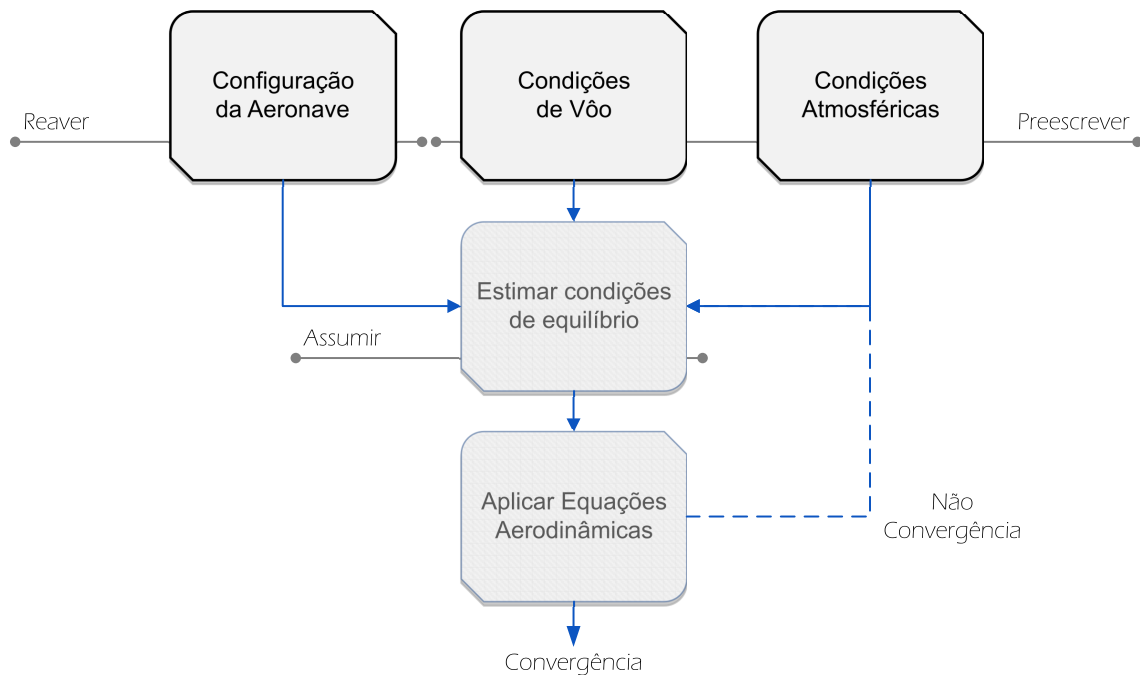 Configuração
da Aeronave
Condições
de Vôo
Condições
Atmosféricas
Reaver
Preescrever
Estimar condições
de equilíbrio
Assumir
Aplicar Equações
Aerodinâmicas
Não
Convergência
Convergência